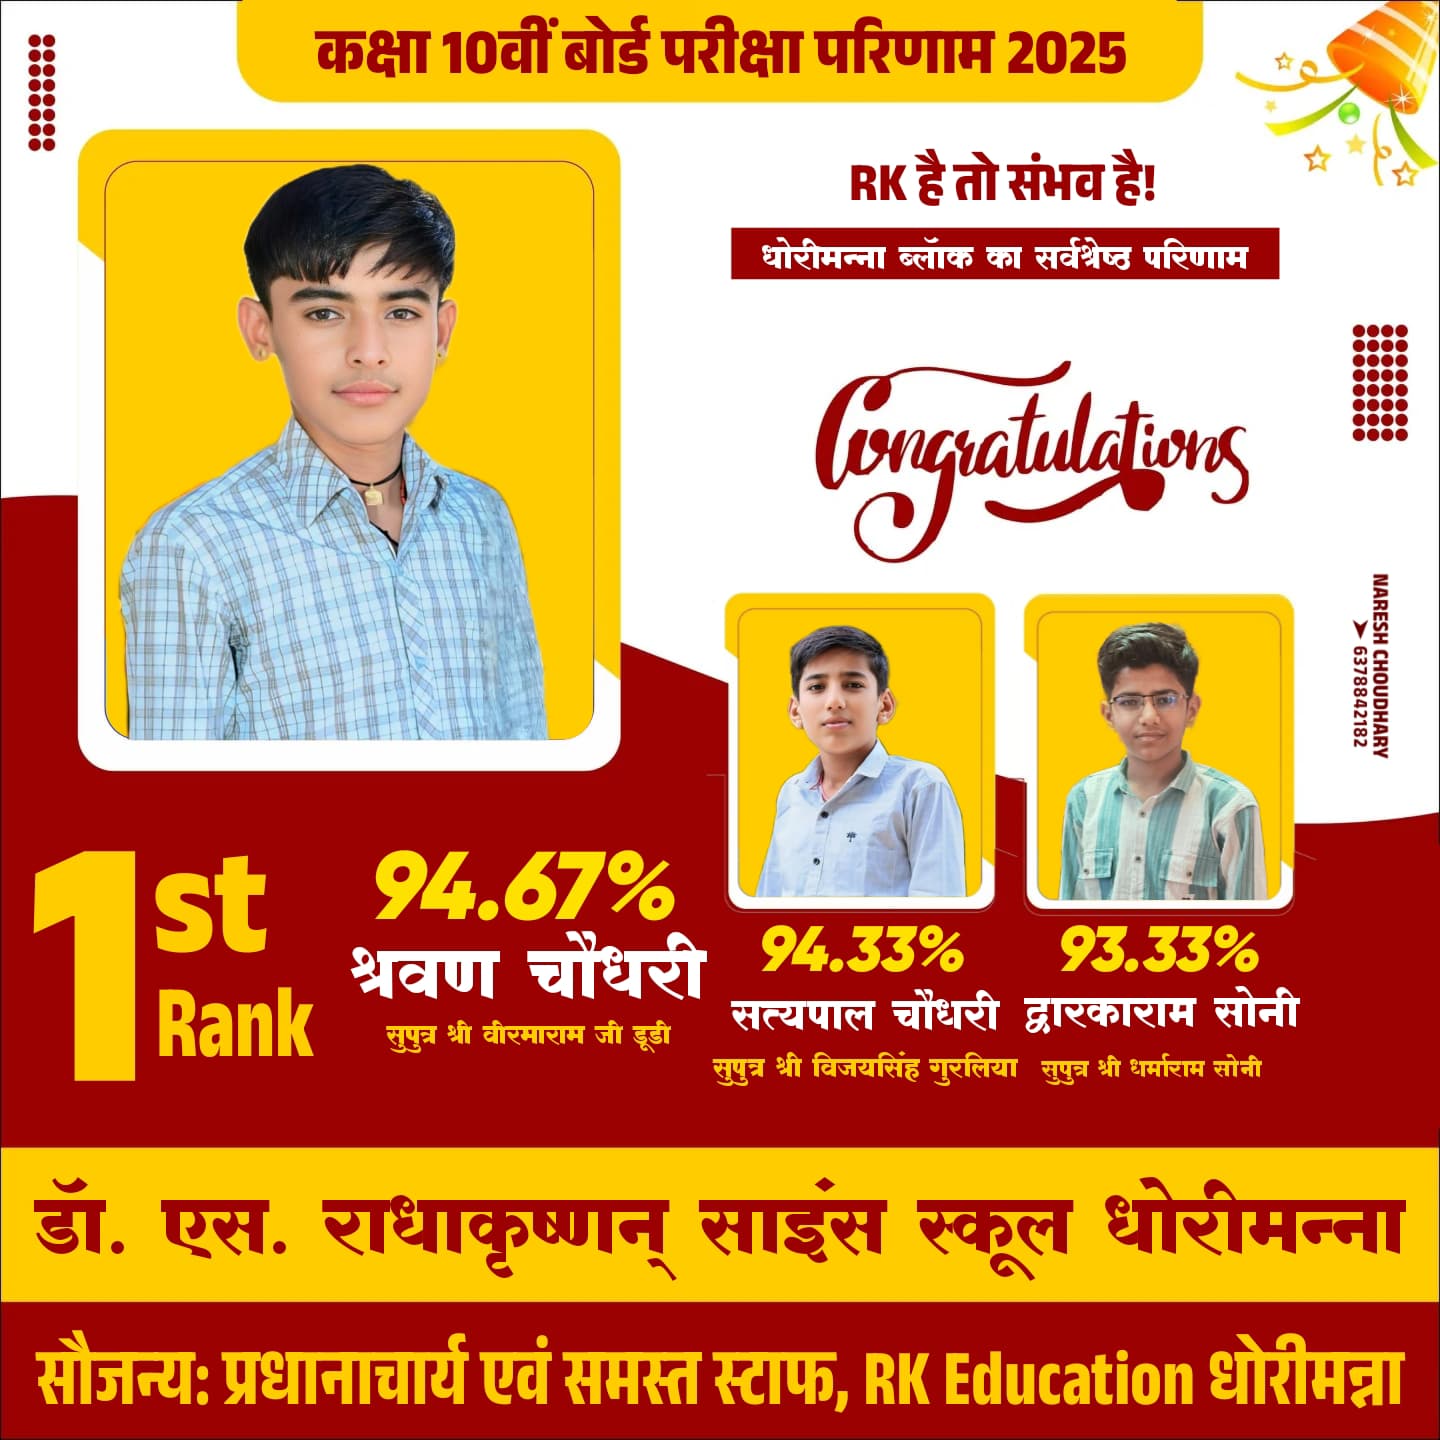 कक्षा 10वीं बोर्ड परीक्षा परिणाम 2025
RK है तो संभव है!
धोरीमन्ना ब्लॉक का सर्वश्रेष्ठ परिणाम
Congratulations
NARESH CHOUDHARY
6378842182
1st
Rank
94.67%
श्रवण चौधरी
सुपुत्र श्री वीरमाराम जी डूडी
94.33%
सत्यपाल चौधरी
सुपुत्र श्री विजयसिंह गुरलिया
93.33%
द्वारकाराम सोनी
सुपुत्र श्री धर्माराम सोनी
डॉ. एस. राधाकृष्णन् साइंस स्कूल धोरीमन्ना
सौजन्य: प्रधानाचार्य एवं समस्त स्टाफ, RK Education धोरीमन्ना